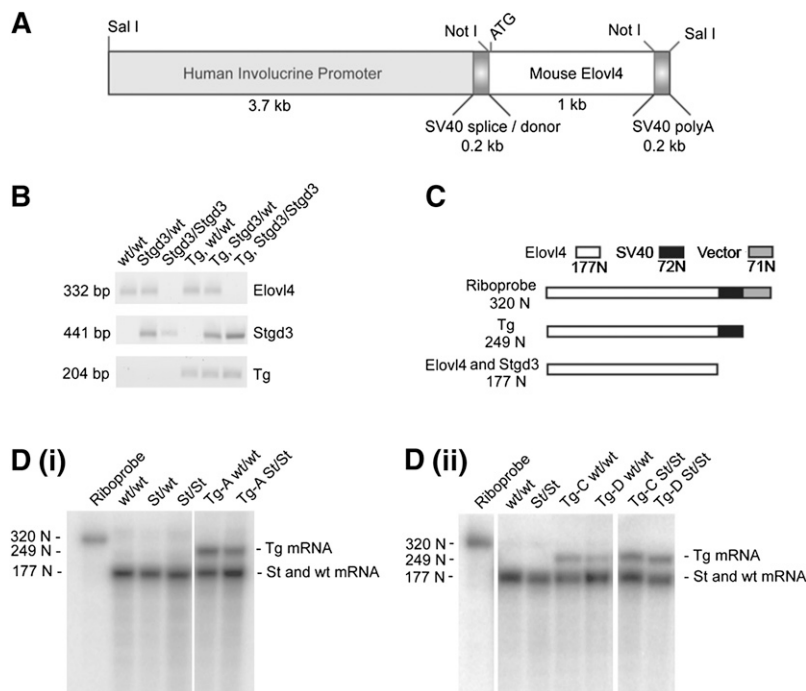 A
Sal I
Not I
ATG
Not I
Sal I
Human Involucrine Promoter
Mouse Elovl4
3.7 kb
1 kb
SV40 splice / donor
0.2 kb
SV40 polyA
0.2 kb
B
wt/wt
Stgd3/wt
Stgd3/Stgd3
Tg, wt/wt
Tg, Stgd3/wt
Tg, Stgd3/Stgd3
332 bp
Elovl4
441 bp
Stgd3
204 bp
Tg
C
Elovl4
177N
SV40
72N
Vector
71N
Riboprobe
320 N
Tg
249 N
Elovl4 and Stgd3
177 N
D (i)
Riboprobe
wt/wt
St/wt
St/St
Tg-A wt/wt
Tg-A St/St
320 N -
249 N -
177 N -
- Tg mRNA
- St and wt mRNA
D (ii)
Riboprobe
wt/wt
St/St
Tg-C wt/wt
Tg-D wt/wt
Tg-C St/St
Tg-D St/St
320 N -
249 N -
177 N -
- Tg mRNA
- St and wt mRNA